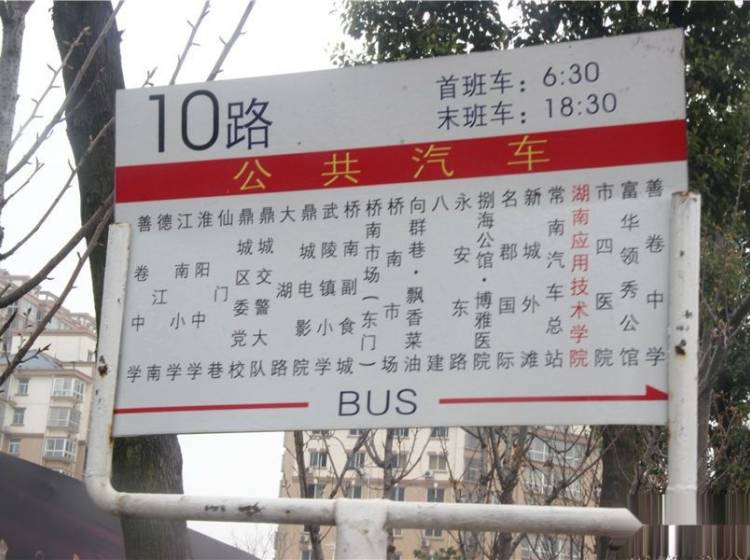 10路
首班车：6:30
末班车：18:30
公共汽车
善卷中学
德江南
江南小学
淮阳中学
仙门巷
鼎城区委党校
鼎城交警大队
大湖路
鼎城电影院
武陵镇小学
桥南副食城
桥南市场(东门)
桥南市场
向群巷·飘香菜油
八建
永安东路
捌海公馆·博雅医院
名郡国际
新城外滩
常南汽车总站
湖南应用技术学院
市四医院
富华领秀公馆
善卷中学
BUS